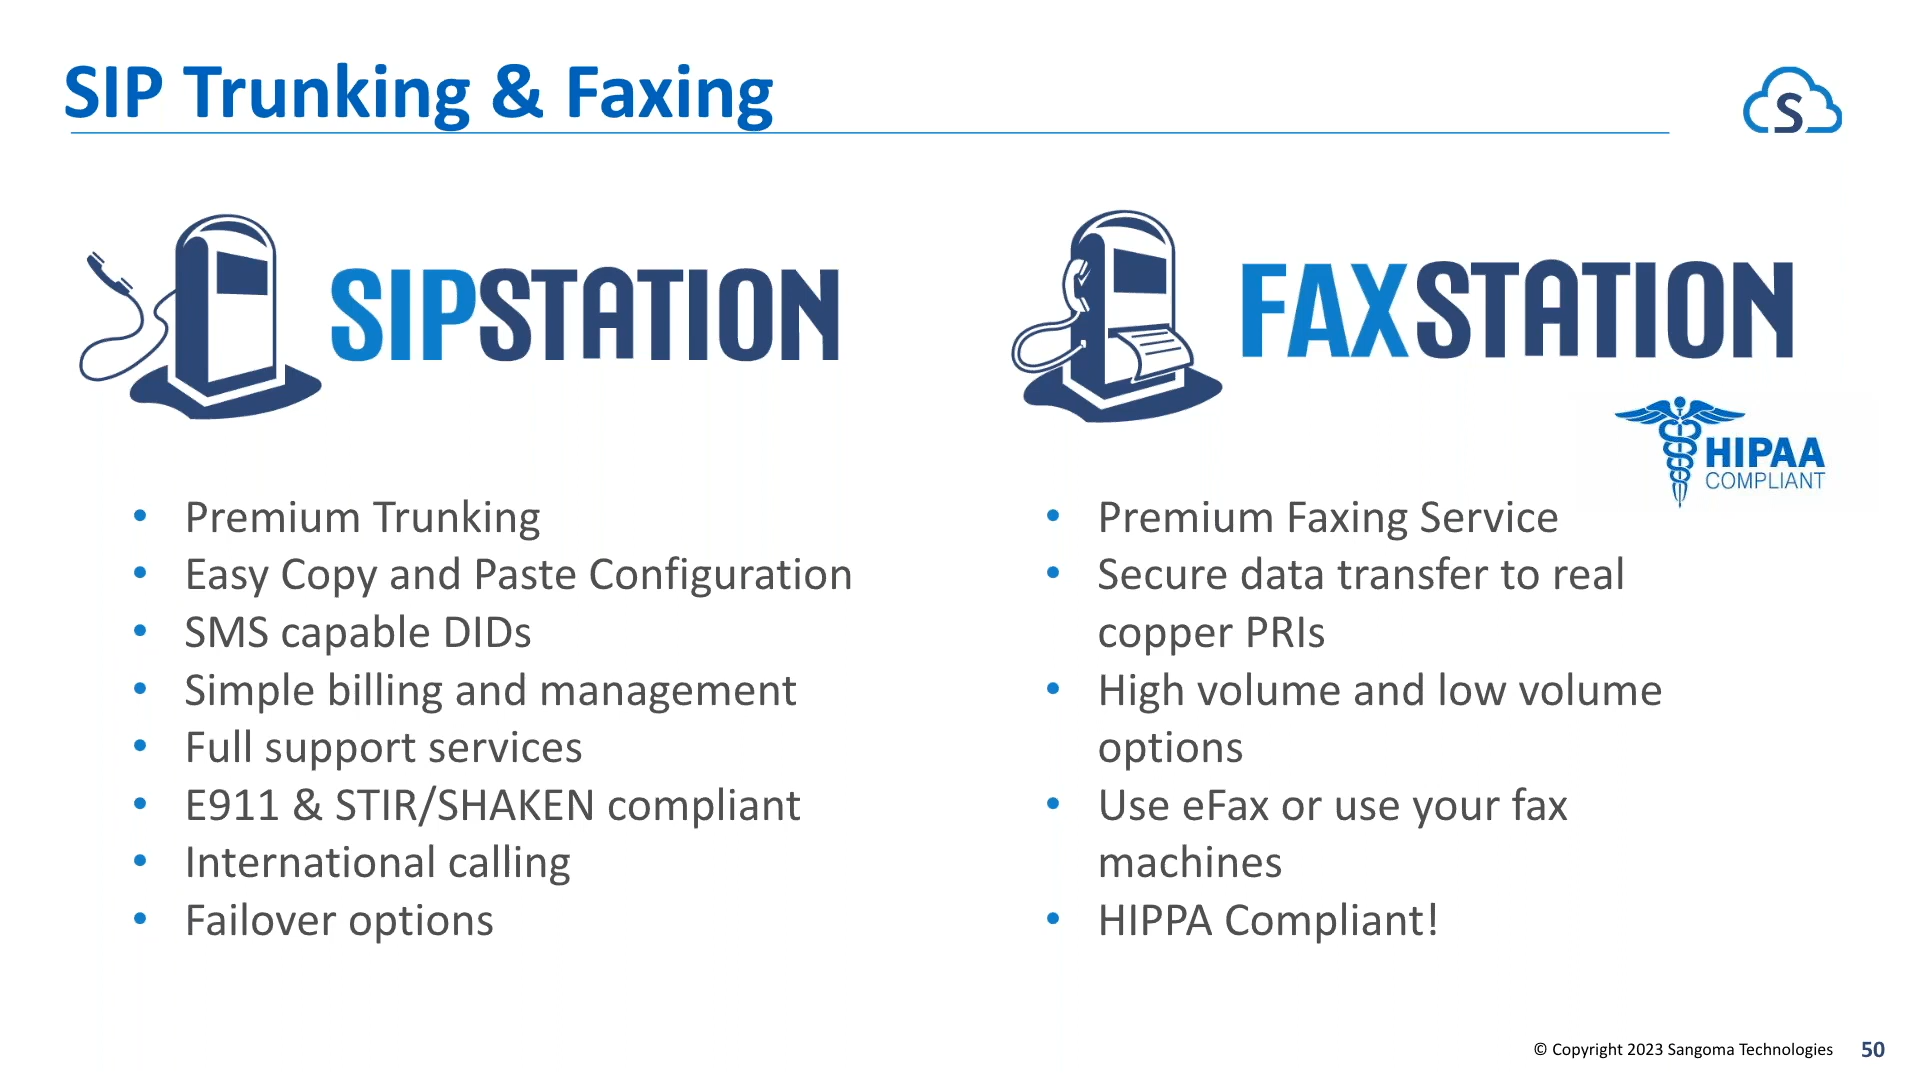 SIP Trunking & Faxing
S
SIPSTATION
• Premium Trunking
• Easy Copy and Paste Configuration
• SMS capable DIDs
• Simple billing and management
• Full support services
• E911 & STIR/SHAKEN compliant
• International calling
• Failover options
FAXSTATION
HIPAA
COMPLIANT
• Premium Faxing Service
• Secure data transfer to real
copper PRIs
• High volume and low volume
options
• Use eFax or use your fax
machines
• HIPPA Compliant!
© Copyright 2023 Sangoma Technologies 50